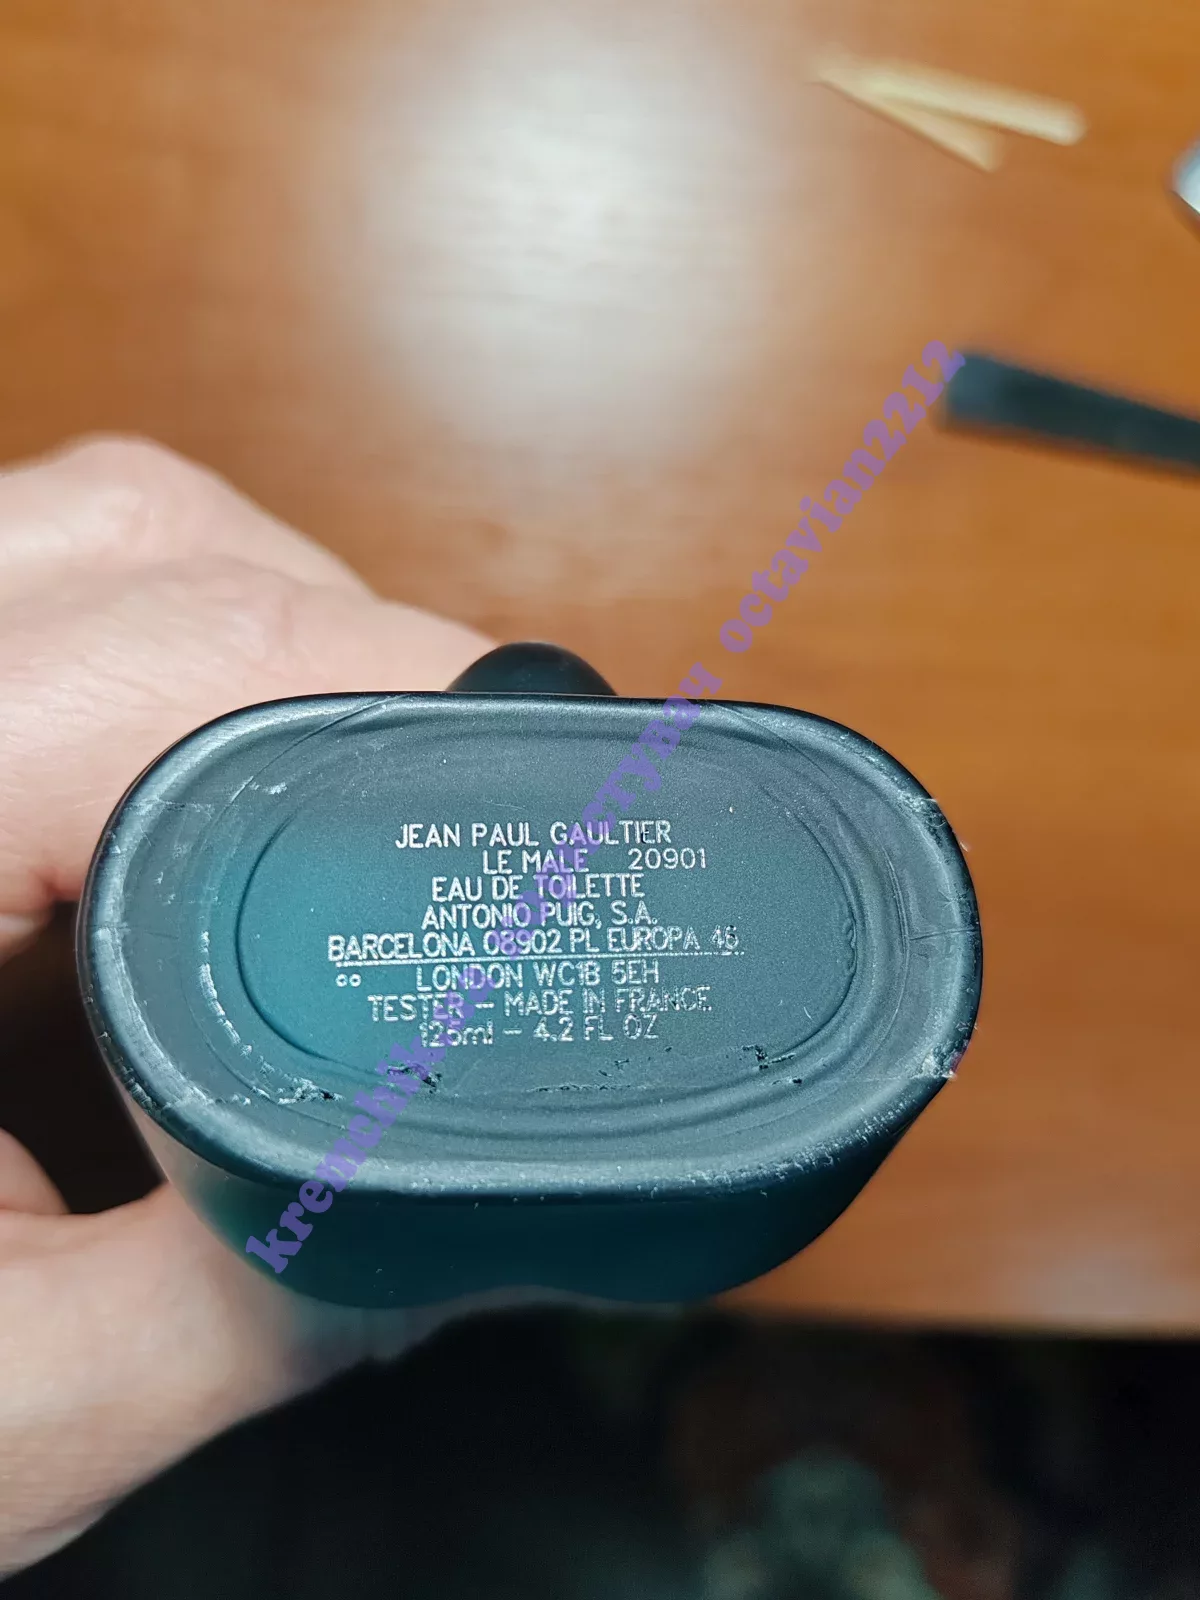 JEAN PAUL GAULTIER
LE MALE 20901
EAU DE TOILETTE
ANTONIO PUIG, S.A.
BARCELONA 08902 PL EUROPA 46
LONDON WC1B 5EH
TESTER – MADE IN FRANCE
125ml – 4.2 FL OZ
octavian2212